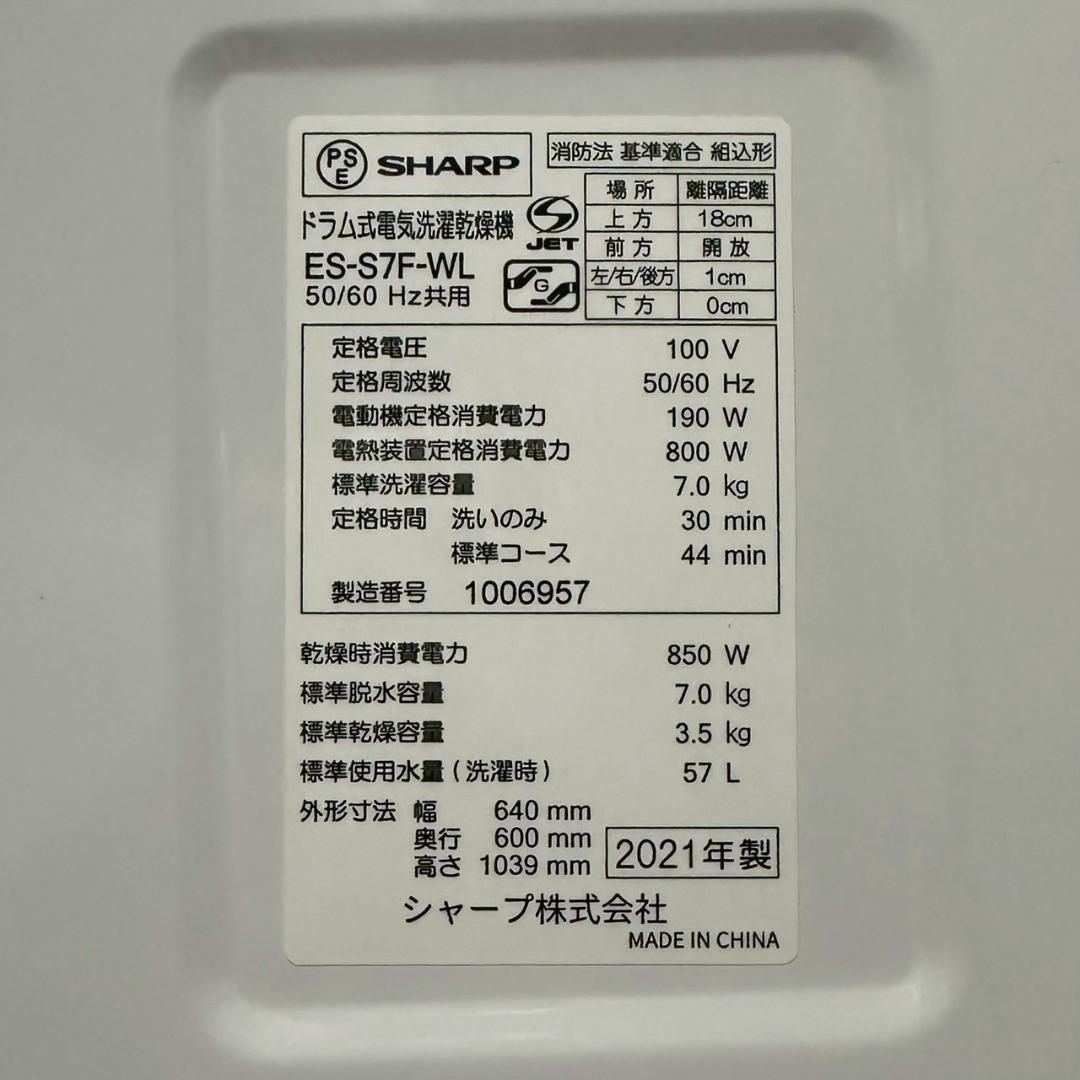 PSE SHARP
消防法 基準適合 組込形
ドラム式電気洗濯乾燥機
ES-S7F-WL
50/60 Hz共用
JET
G
場所 離隔距離
上方 18cm
前方 開放
左/右/後方 1cm
下方 0cm
定格電圧 100 V
定格周波数 50/60 Hz
電動機定格消費電力 190 W
電熱装置定格消費電力 800 W
標準洗濯容量 7.0 kg
定格時間 洗いのみ 30 min
標準コース 44 min
製造番号 1006957
乾燥時消費電力 850 W
標準脱水容量 7.0 kg
標準乾燥容量 3.5 kg
標準使用水量(洗濯時) 57 L
外形寸法 幅 640 mm
奥行 600 mm
高さ 1039 mm
2021年製
シャープ株式会社
MADE IN CHINA